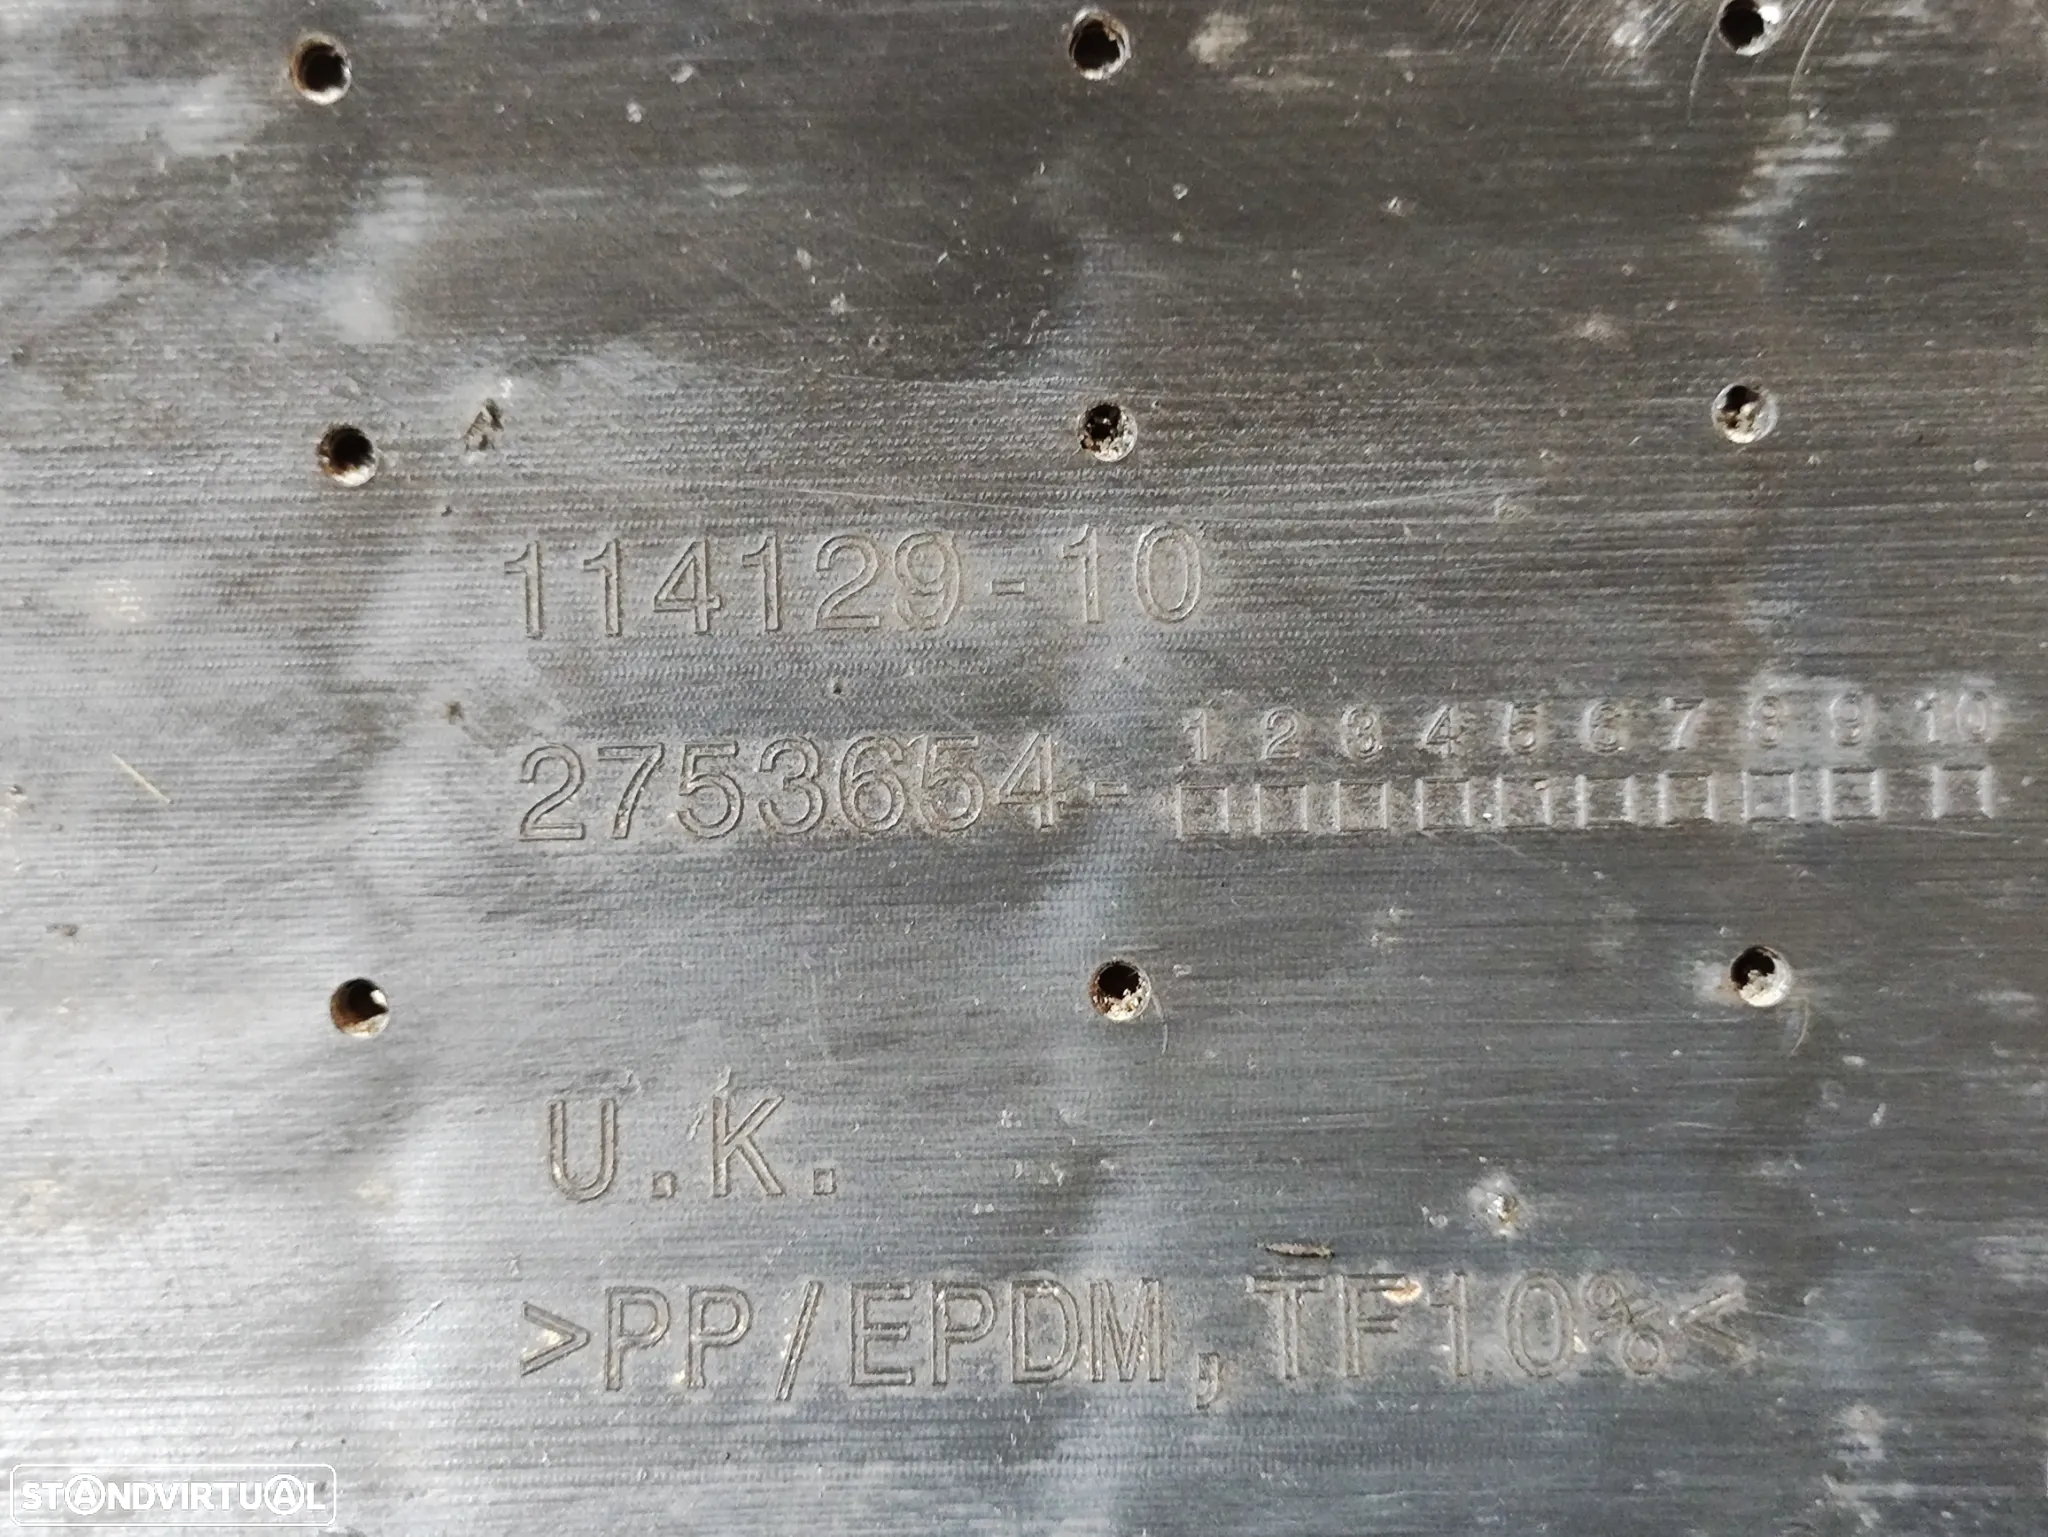 114129-10
1 2 3 4 5 6 7 8 9 10
2753654-
U.K.
>PP/EPDM,TF10%<
STANDVIRTUAL